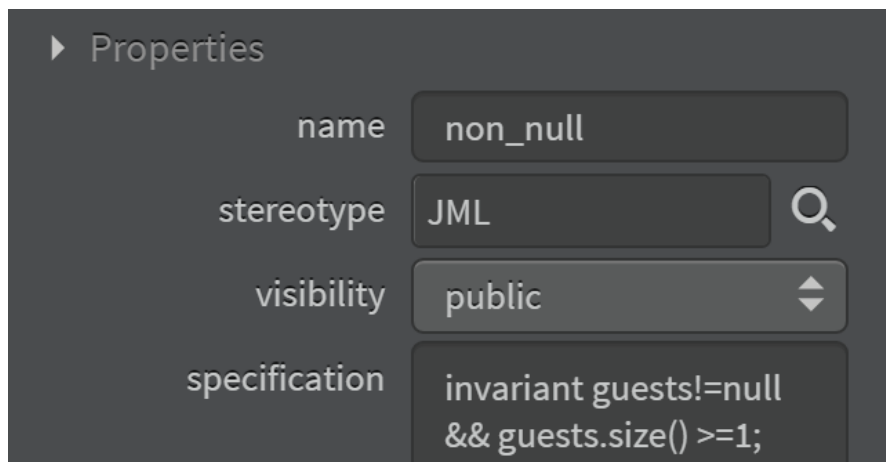 Properties
name non_null
stereotype JML
visibility public
specification invariant guests!=null
&& guests.size() >=1;